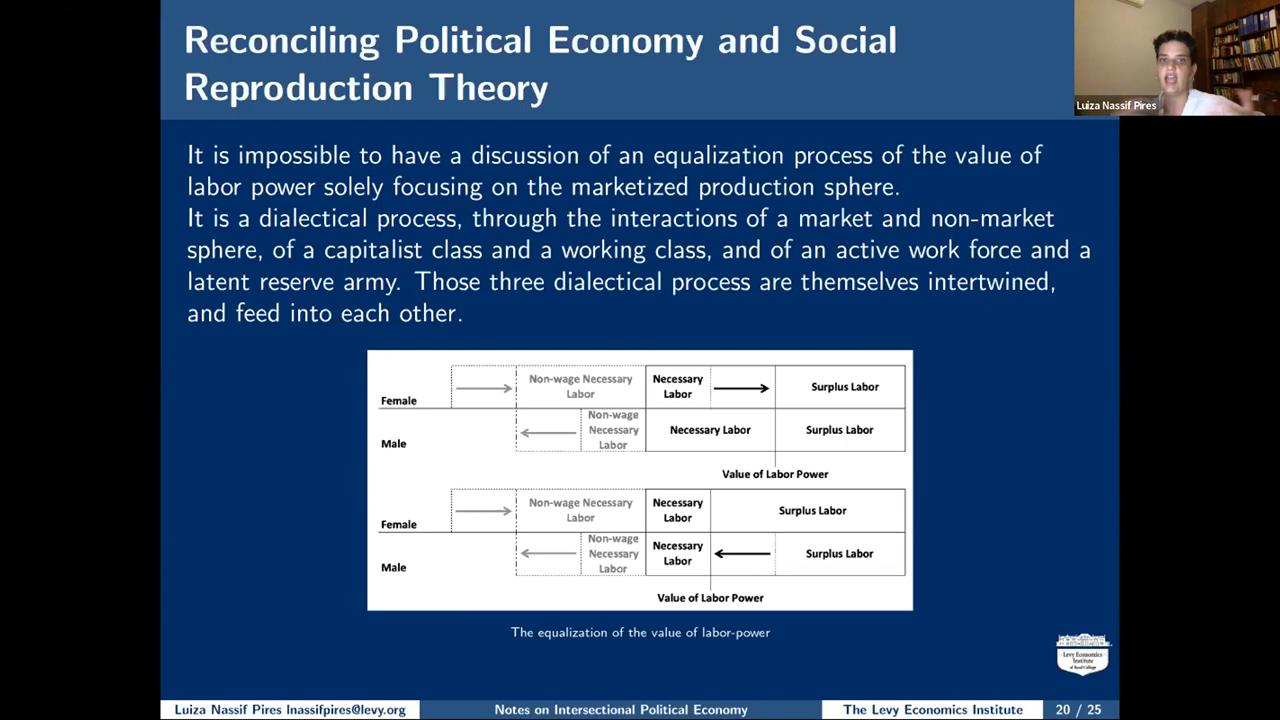 Reconciling Political Economy and Social
Reproduction Theory
Luiza Nassif Pires
It is impossible to have a discussion of an equalization process of the value of
labor power solely focusing on the marketized production sphere.
It is a dialectical process, through the interactions of a market and non-market
sphere, of a capitalist class and a working class, and of an active work force and a
latent reserve army. Those three dialectical process are themselves intertwined,
and feed into each other.
Female
Non-wage Necessary
Labor
Necessary
Labor
Surplus Labor
Male
Non-wage
Necessary
Labor
Necessary Labor
Surplus Labor
Value of Labor Power
Female
Non-wage Necessary
Labor
Necessary
Labor
Surplus Labor
Male
Non-wage
Necessary
Labor
Necessary
Labor
Surplus Labor
Value of Labor Power
The equalization of the value of labor-power
Levy Economics
Institute
of Bard College
Luiza Nassif Pires lnassifpires@levy.org
Notes on Intersectional Political Economy
The Levy Economics Institute
20 / 25